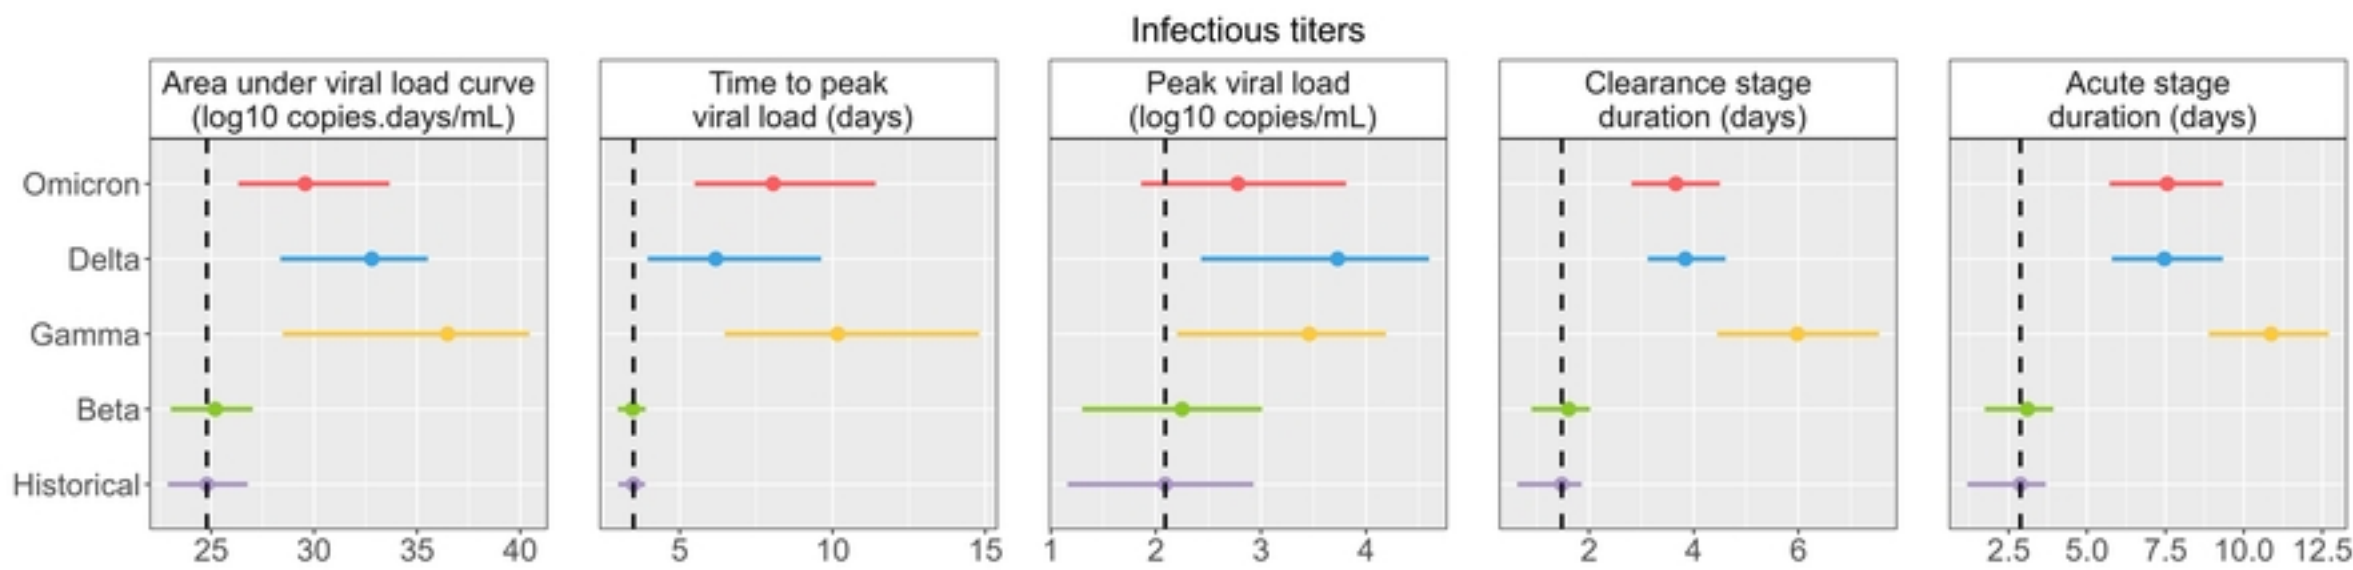 Infectious titers
Area under viral load curve
(log10 copies.days/mL)
Time to peak
viral load (days)
Peak viral load
(log10 copies/mL)
Clearance stage
duration (days)
Acute stage
duration (days)
Omicron
Delta
Gamma
Beta
Historical
25 30 35 40
5 10 15
1 2 3 4
2 4 6
2.5 5.0 7.5 10.0 12.5